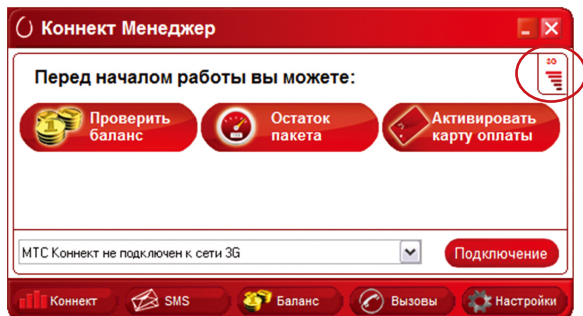 Коннект Менеджер
3G
Перед началом работы вы можете:
Проверить
баланс
Остаток
пакета
Активировать
карту оплаты
МТС Коннект не подключен к сети 3G
Подключение
Коннект
SMS
Баланс
Вызовы
Настройки